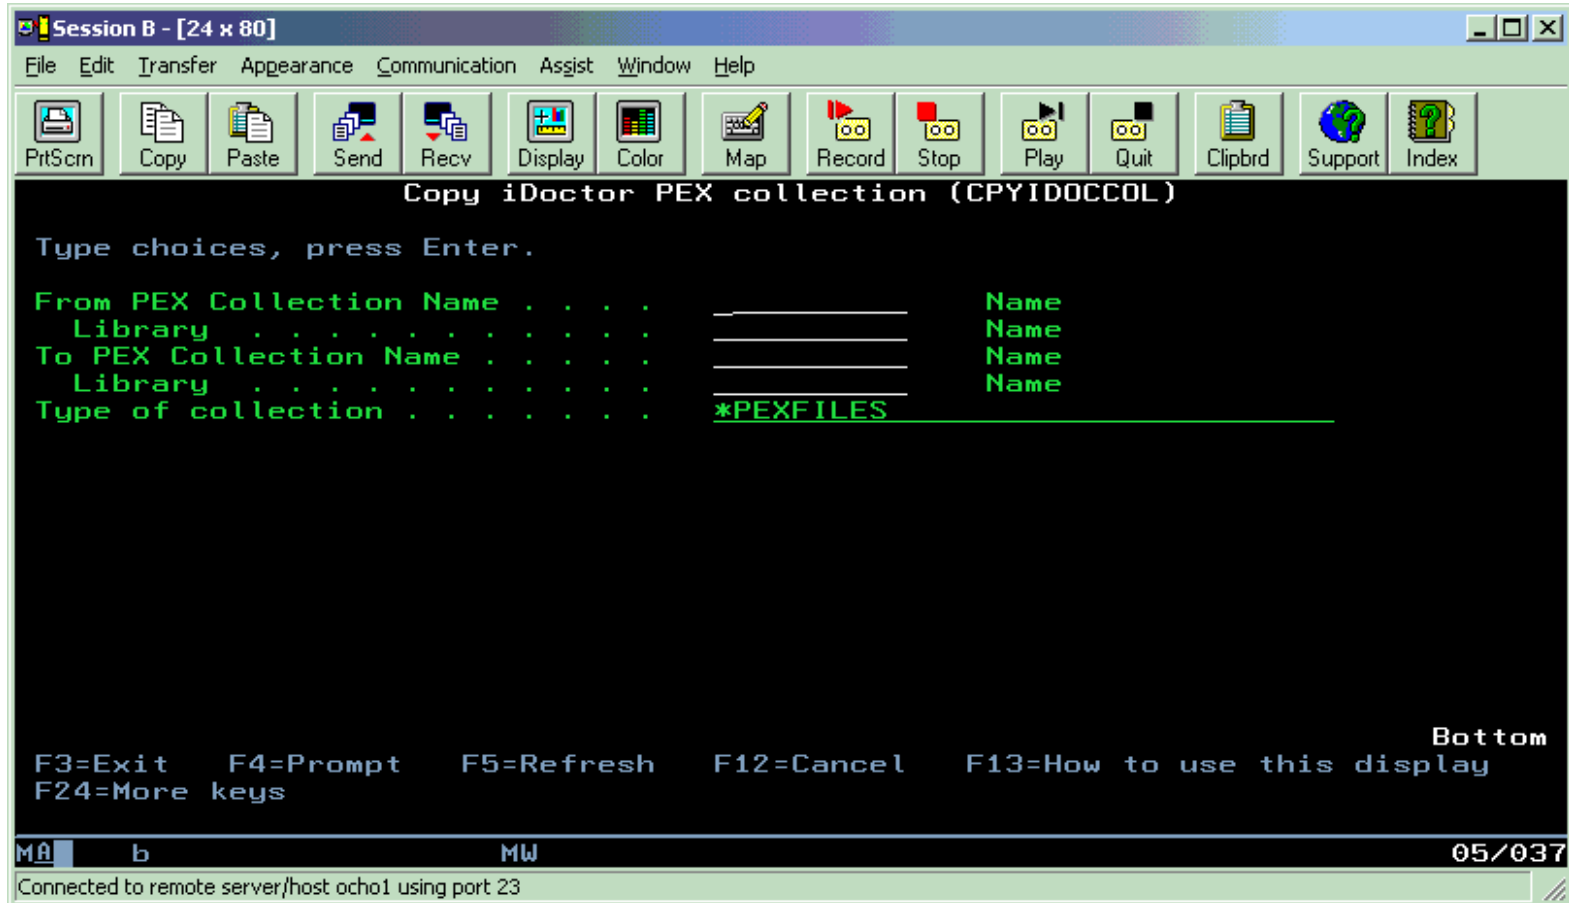 Session B - [24 x 80]
File Edit Transfer Appearance Communication Assist Window Help
PrtScrn Copy Paste Send Recv Display Color Map Record Stop Play Quit Clipbrd Support Index
Copy iDoctor PEX collection (CPYIDOCCOL)
Type choices, press Enter.
From PEX Collection Name . . . . _ Name
Library . . . . . . . . . . . Name
To PEX Collection Name . . . . . Name
Library . . . . . . . . . . . Name
Type of collection . . . . . . . *PEXFILES
Bottom
F3=Exit F4=Prompt F5=Refresh F12=Cancel F13=How to use this display
F24=More keys
MA b MW 05/037
Connected to remote server/host ocho1 using port 23